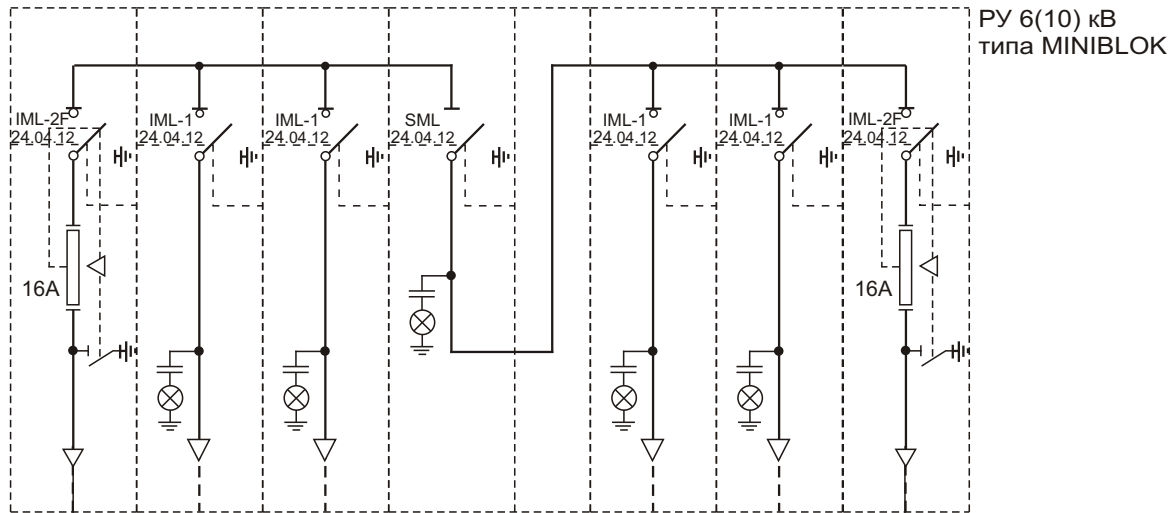 РУ 6(10) кВ
типа MINIBLOK
IML-2F
24.04.12
IML-1
24.04.12
IML-1
24.04.12
SML
24.04.12
IML-1
24.04.12
IML-1
24.04.12
IML-2F
24.04.12
16A
16A